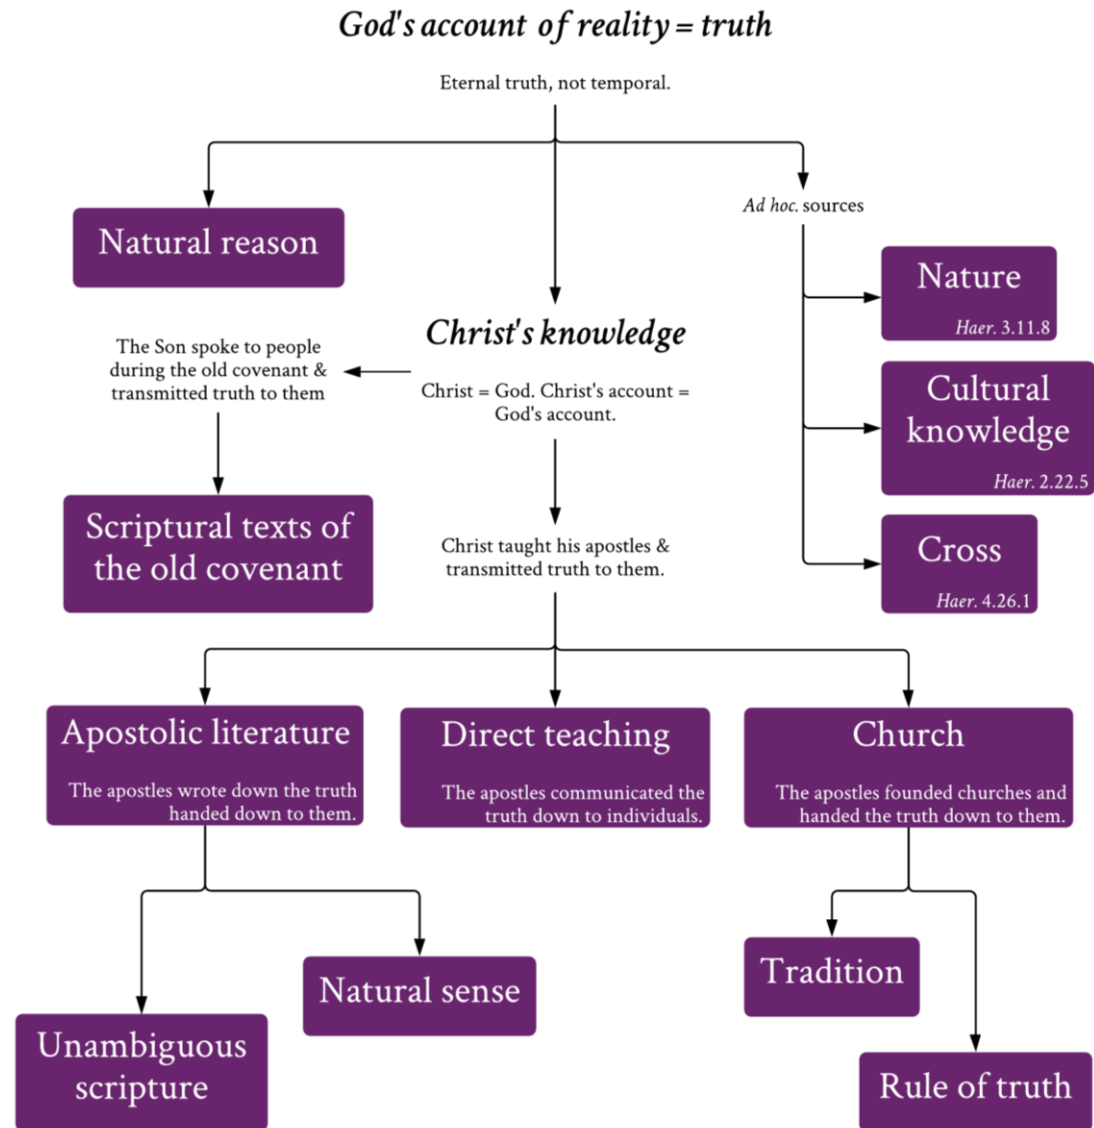 God's account of reality = truth
Eternal truth, not temporal.
Natural reason
Ad hoc. sources
Nature
Haer. 3.11.8
Cultural
knowledge
Haer. 2.22.5
Cross
Haer. 4.26.1
Christ's knowledge
Christ = God. Christ's account =
God's account.
The Son spoke to people
during the old covenant &
transmitted truth to them
Scriptural texts of
the old covenant
Christ taught his apostles &
transmitted truth to them.
Apostolic literature
The apostles wrote down the truth
handed down to them.
Direct teaching
The apostles communicated the
truth down to individuals.
Church
The apostles founded churches and
handed the truth down to them.
Unambiguous
scripture
Natural sense
Tradition
Rule of truth